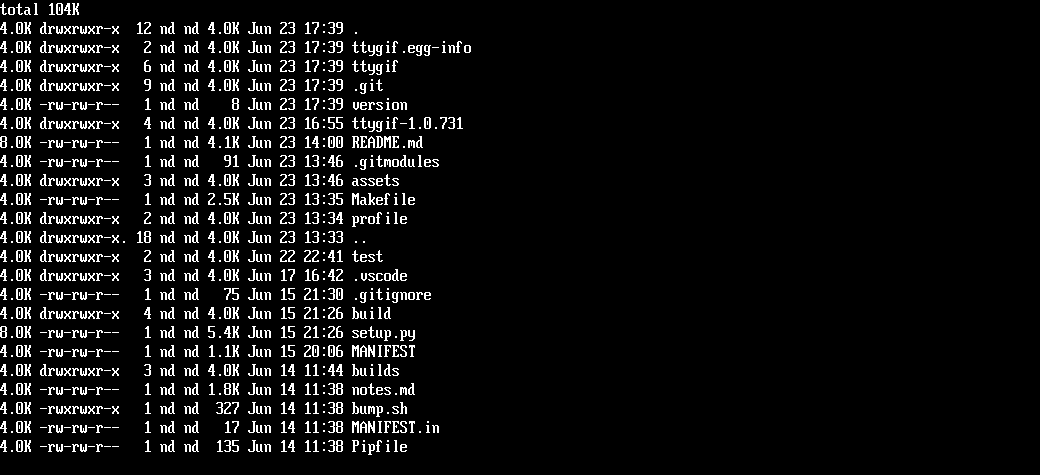 total 104K
4.0K drwxrwxr-x  12 nd nd 4.0K Jun 23 17:39 .
4.0K drwxrwxr-x   2 nd nd 4.0K Jun 23 17:39 ttygif.egg-info
4.0K drwxrwxr-x   6 nd nd 4.0K Jun 23 17:39 ttygif
4.0K drwxrwxr-x   9 nd nd 4.0K Jun 23 17:39 .git
4.0K -rw-rw-r--   1 nd nd    8 Jun 23 17:39 version
4.0K drwxrwxr-x   4 nd nd 4.0K Jun 23 16:55 ttygif-1.0.731
8.0K -rw-rw-r--   1 nd nd 4.1K Jun 23 14:00 README.md
4.0K -rw-rw-r--   1 nd nd   91 Jun 23 13:46 .gitmodules
4.0K drwxrwxr-x   3 nd nd 4.0K Jun 23 13:46 assets
4.0K -rw-rw-r--   1 nd nd 2.5K Jun 23 13:35 Makefile
4.0K drwxrwxr-x   2 nd nd 4.0K Jun 23 13:34 profile
4.0K drwxrwxr-x. 18 nd nd 4.0K Jun 23 13:33 ..
4.0K drwxrwxr-x   2 nd nd 4.0K Jun 22 22:41 test
4.0K drwxrwxr-x   3 nd nd 4.0K Jun 17 16:42 .vscode
4.0K -rw-rw-r--   1 nd nd   75 Jun 15 21:30 .gitignore
4.0K drwxrwxr-x   4 nd nd 4.0K Jun 15 21:26 build
8.0K -rw-rw-r--   1 nd nd 5.4K Jun 15 21:26 setup.py
4.0K -rw-rw-r--   1 nd nd 1.1K Jun 15 20:06 MANIFEST
4.0K drwxrwxr-x   3 nd nd 4.0K Jun 14 11:44 builds
4.0K -rw-rw-r--   1 nd nd 1.8K Jun 14 11:38 notes.md
4.0K -rwxrwxr-x   1 nd nd  327 Jun 14 11:38 bump.sh
4.0K -rw-rw-r--   1 nd nd   17 Jun 14 11:38 MANIFEST.in
4.0K -rw-rw-r--   1 nd nd  135 Jun 14 11:38 Pipfile